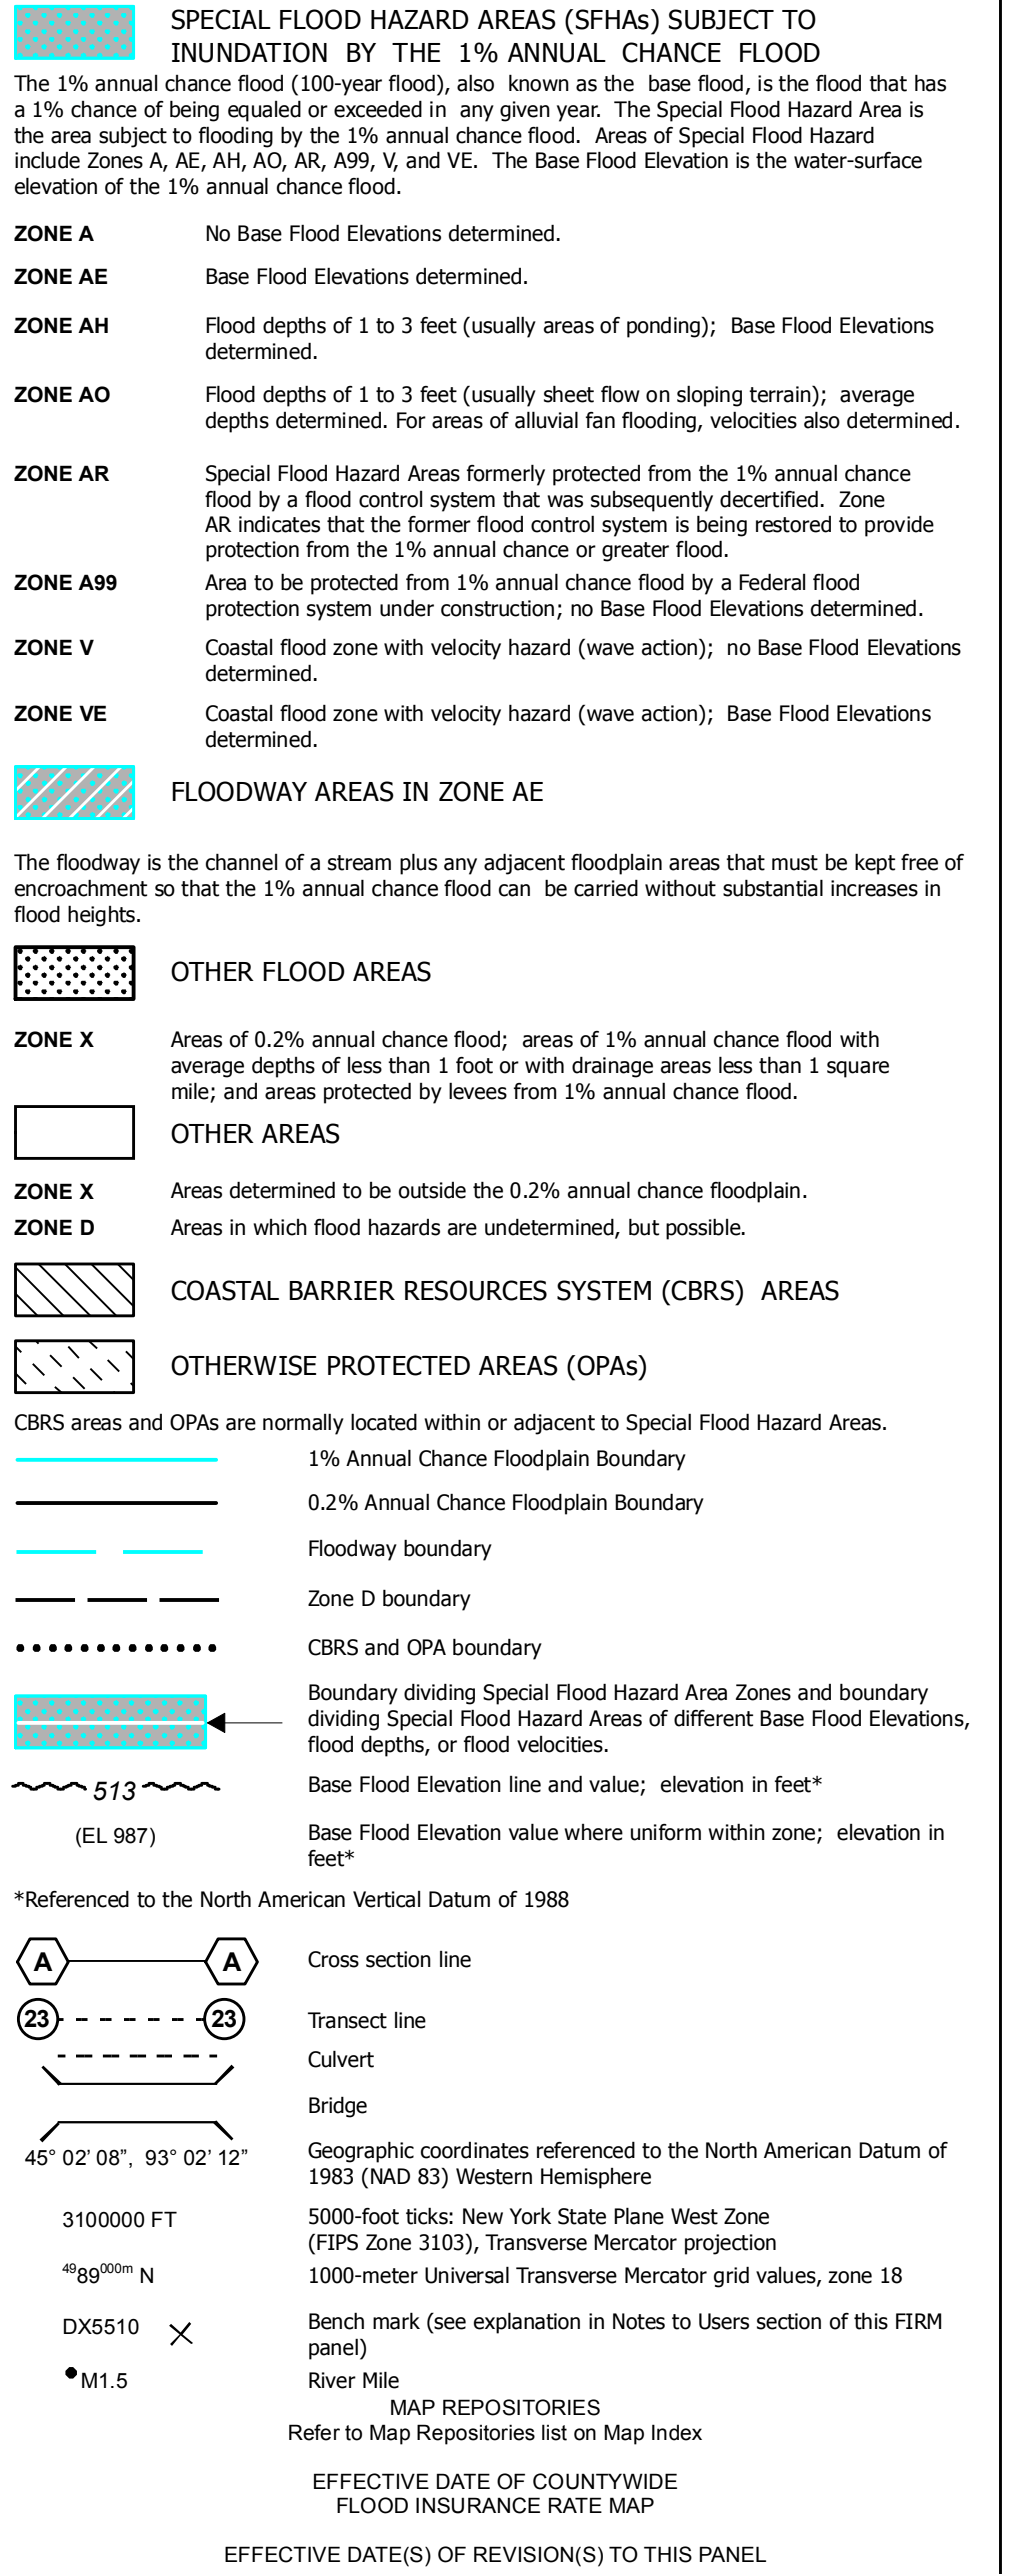 SPECIAL FLOOD HAZARD AREAS (SFHAs) SUBJECT TO
INUNDATION BY THE 1% ANNUAL CHANCE FLOOD
The 1% annual chance flood (100-year flood), also known as the base flood, is the flood that has
a 1% chance of being equaled or exceeded in any given year. The Special Flood Hazard Area is
the area subject to flooding by the 1% annual chance flood. Areas of Special Flood Hazard
include Zones A, AE, AH, AO, AR, A99, V, and VE. The Base Flood Elevation is the water-surface
elevation of the 1% annual chance flood.
ZONE A No Base Flood Elevations determined.
ZONE AE Base Flood Elevations determined.
ZONE AH Flood depths of 1 to 3 feet (usually areas of ponding); Base Flood Elevations
determined.
ZONE AO Flood depths of 1 to 3 feet (usually sheet flow on sloping terrain); average
depths determined. For areas of alluvial fan flooding, velocities also determined.
ZONE AR Special Flood Hazard Areas formerly protected from the 1% annual chance
flood by a flood control system that was subsequently decertified. Zone
AR indicates that the former flood control system is being restored to provide
protection from the 1% annual chance or greater flood.
ZONE A99 Area to be protected from 1% annual chance flood by a Federal flood
protection system under construction; no Base Flood Elevations determined.
ZONE V Coastal flood zone with velocity hazard (wave action); no Base Flood Elevations
determined.
ZONE VE Coastal flood zone with velocity hazard (wave action); Base Flood Elevations
determined.
FLOODWAY AREAS IN ZONE AE
The floodway is the channel of a stream plus any adjacent floodplain areas that must be kept free of
encroachment so that the 1% annual chance flood can be carried without substantial increases in
flood heights.
OTHER FLOOD AREAS
ZONE X Areas of 0.2% annual chance flood; areas of 1% annual chance flood with
average depths of less than 1 foot or with drainage areas less than 1 square
mile; and areas protected by levees from 1% annual chance flood.
OTHER AREAS
ZONE X Areas determined to be outside the 0.2% annual chance floodplain.
ZONE D Areas in which flood hazards are undetermined, but possible.
COASTAL BARRIER RESOURCES SYSTEM (CBRS) AREAS
OTHERWISE PROTECTED AREAS (OPAs)
CBRS areas and OPAs are normally located within or adjacent to Special Flood Hazard Areas.
1% Annual Chance Floodplain Boundary
0.2% Annual Chance Floodplain Boundary
Floodway boundary
Zone D boundary
CBRS and OPA boundary
Boundary dividing Special Flood Hazard Area Zones and boundary
dividing Special Flood Hazard Areas of different Base Flood Elevations,
flood depths, or flood velocities.
513 Base Flood Elevation line and value; elevation in feet*
(EL 987) Base Flood Elevation value where uniform within zone; elevation in
feet*
*Referenced to the North American Vertical Datum of 1988
A A Cross section line
23 23 Transect line
Culvert
Bridge
45° 02’ 08”, 93° 02’ 12” Geographic coordinates referenced to the North American Datum of
1983 (NAD 83) Western Hemisphere
3100000 FT 5000-foot ticks: New York State Plane West Zone
(FIPS Zone 3103), Transverse Mercator projection
4989000m N 1000-meter Universal Transverse Mercator grid values, zone 18
DX5510 Bench mark (see explanation in Notes to Users section of this FIRM
panel)
M1.5 River Mile
MAP REPOSITORIES
Refer to Map Repositories list on Map Index
EFFECTIVE DATE OF COUNTYWIDE
FLOOD INSURANCE RATE MAP
EFFECTIVE DATE(S) OF REVISION(S) TO THIS PANEL